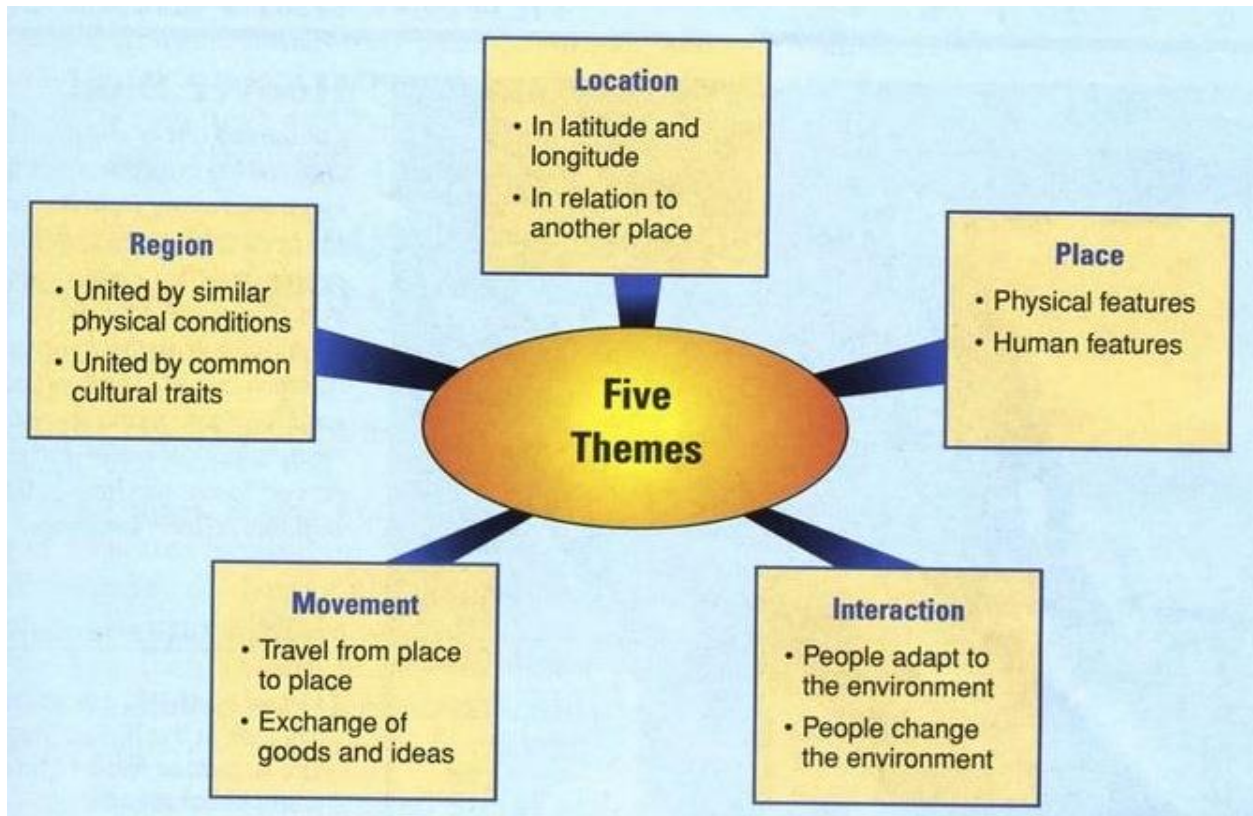 Location
• In latitude and
longitude
• In relation to
another place
Region
• United by similar
physical conditions
• United by common
cultural traits
Place
• Physical features
• Human features
Five
Themes
Movement
• Travel from place
to place
• Exchange of
goods and ideas
Interaction
• People adapt to
the environment
• People change
the environment